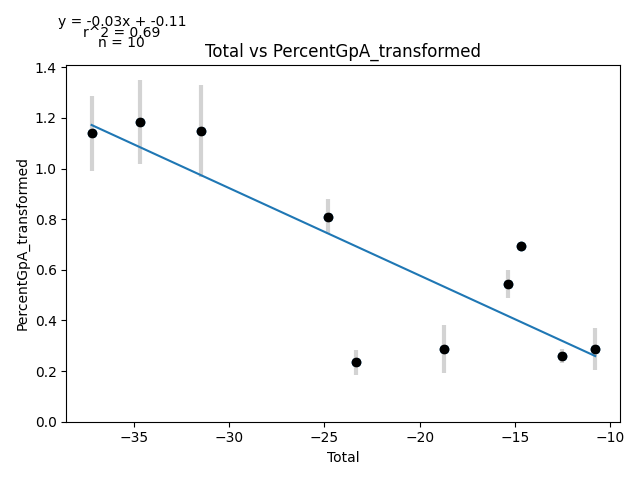 y = -0.03x + -0.11
r^2 = 0.69
n = 10
Total vs PercentGpA_transformed
PercentGpA_transformed
1.4
1.2
1.0
0.8
0.6
0.4
0.2
0.0
−35
−30
−25
−20
−15
−10
Total